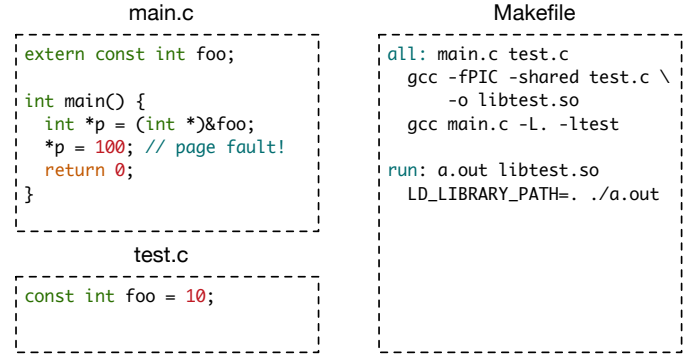 main.c
extern const int foo;
int main() {
int *p = (int *)&foo;
*p = 100; // page fault!
return 0;
}
test.c
const int foo = 10;
Makefile
all: main.c test.c
gcc -fPIC -shared test.c \
-o libtest.so
gcc main.c -L. -ltest
run: a.out libtest.so
LD_LIBRARY_PATH=. ./a.out